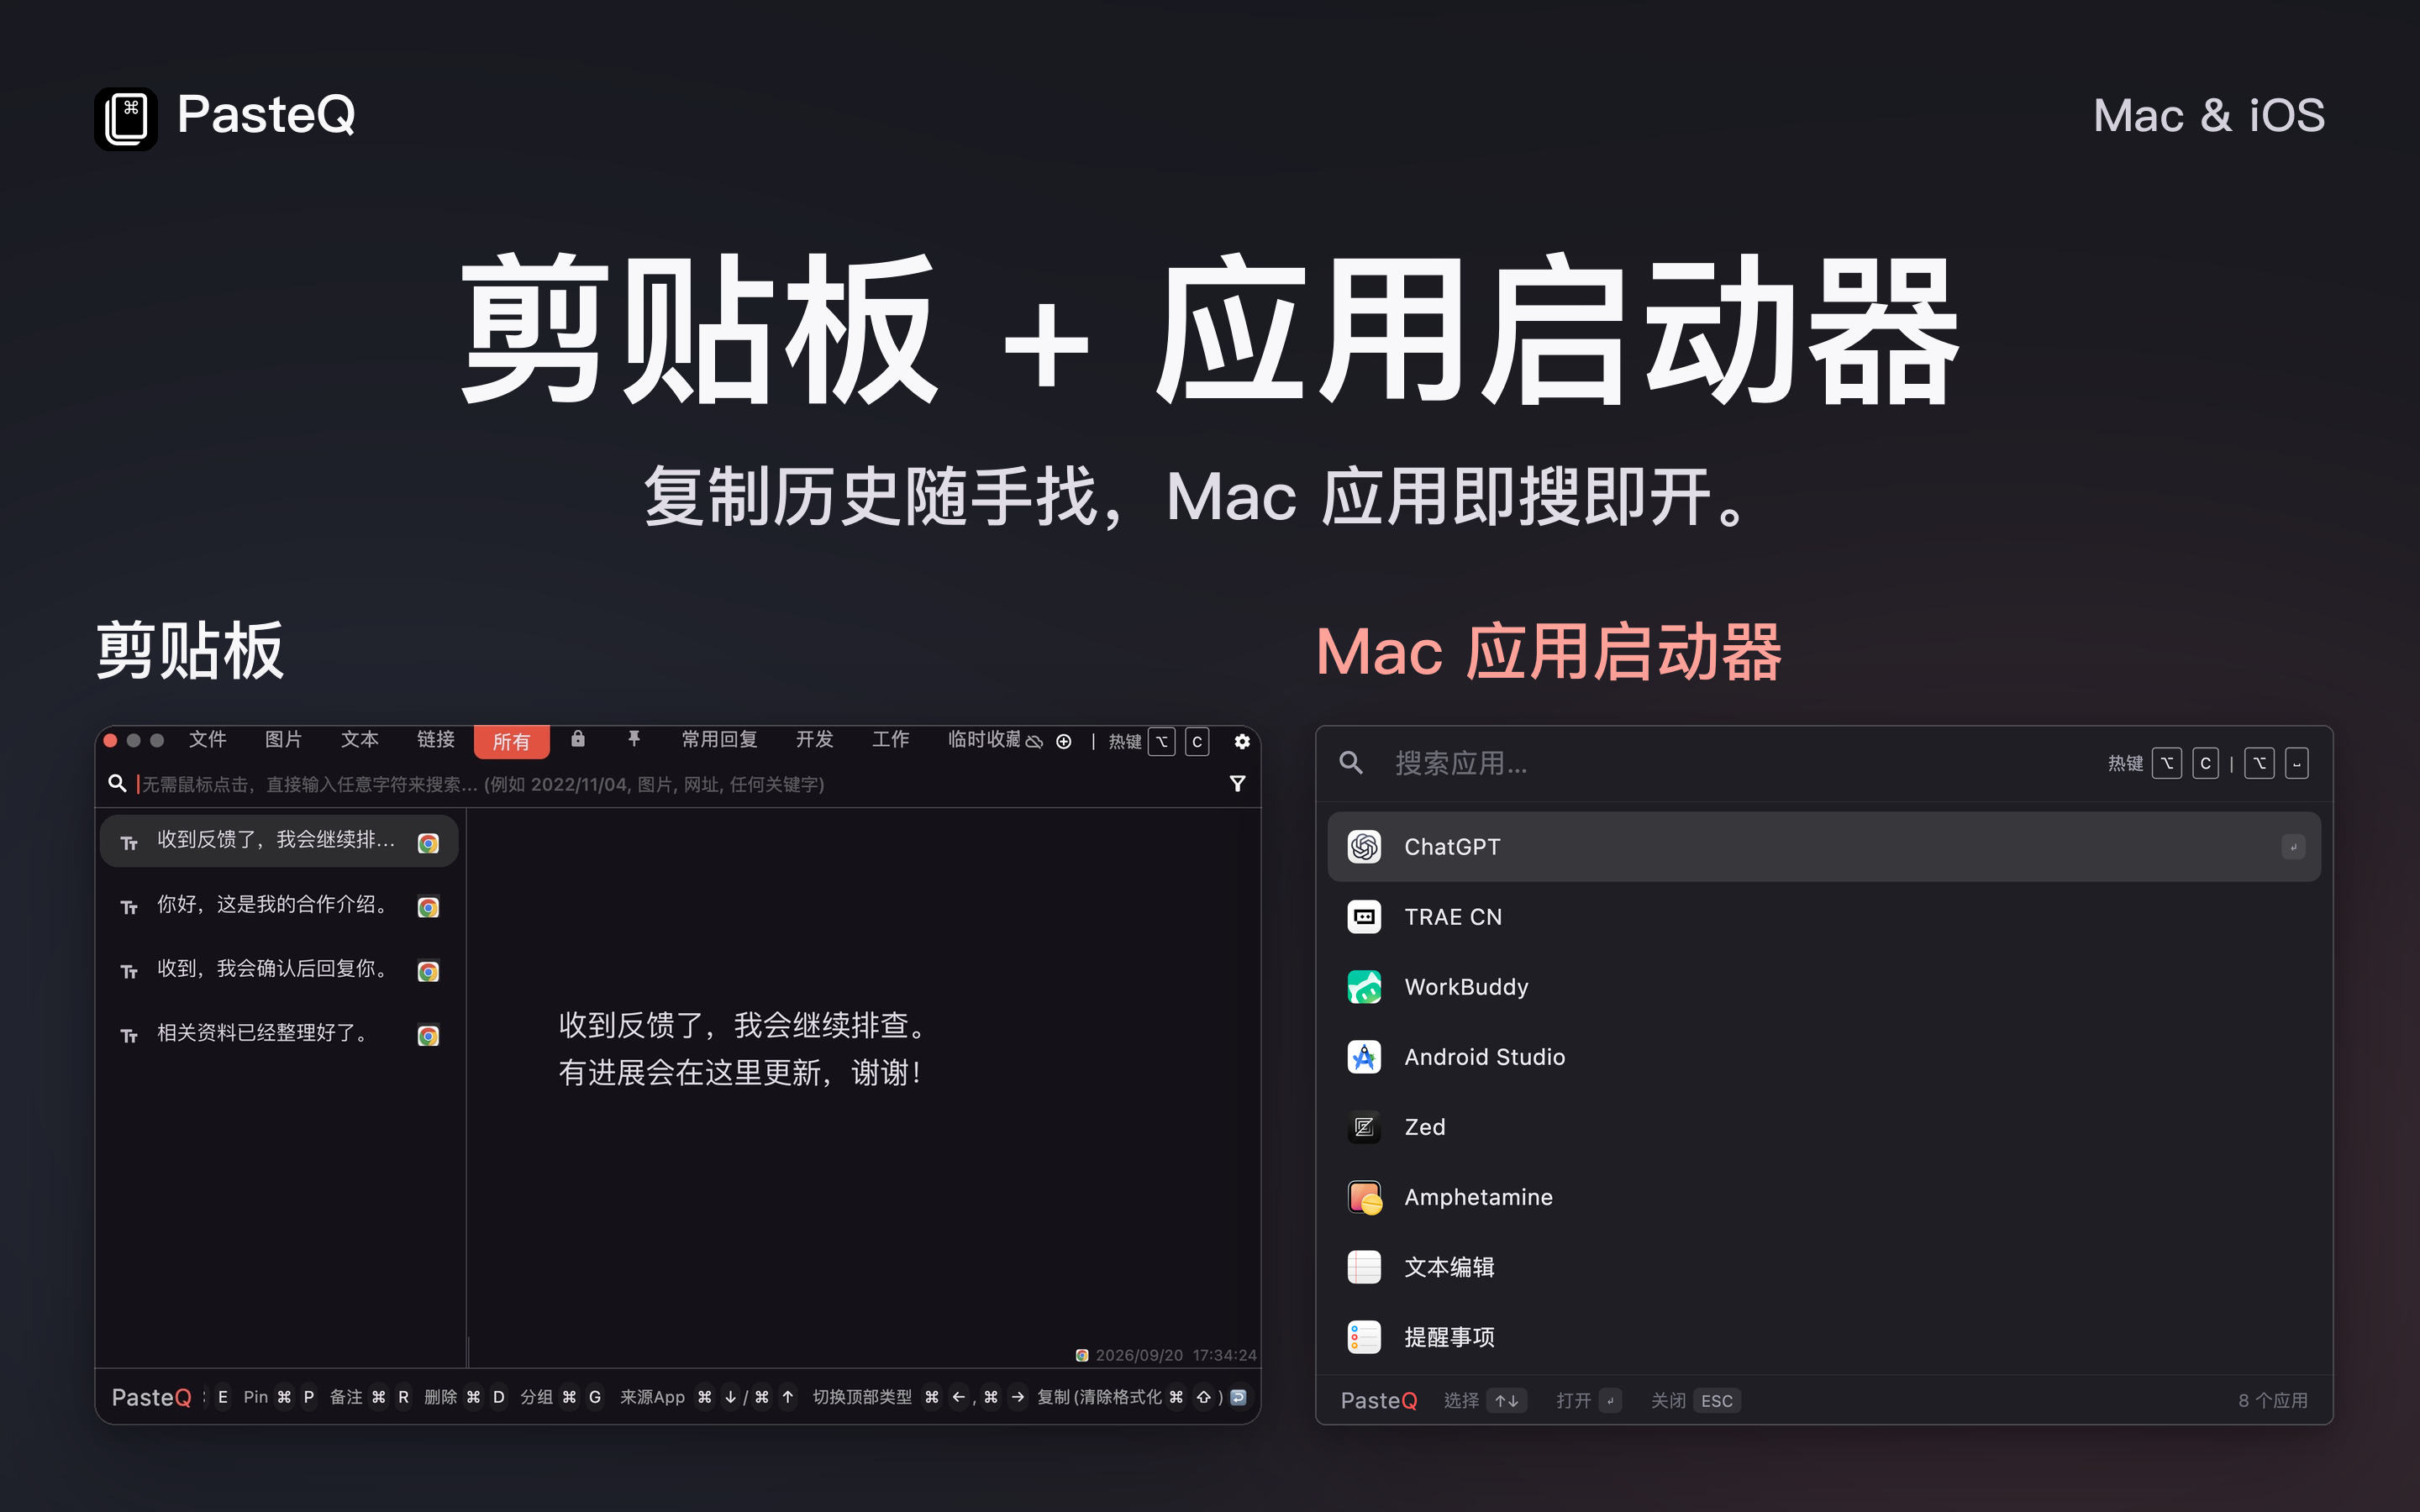 PasteQ
Mac & iOS
剪贴板 + 应用启动器
复制历史随手找，Mac 应用即搜即开。
剪贴板
Mac 应用启动器
文件 图片 文本 链接 所有 常用回复 开发 工作 临时收藏 | 热键 ⌥ C
无需鼠标点击，直接输入任意字符来搜索... (例如 2022/11/04, 图片, 网址, 任何关键字)
收到反馈了，我会继续排...
你好，这是我的合作介绍。
收到，我会确认后回复你。
相关资料已经整理好了。
收到反馈了，我会继续排查。
有进展会在这里更新，谢谢！
2026/09/20 17:34:24
PasteQ E Pin ⌘ P 备注 ⌘ R 删除 ⌘ D 分组 ⌘ G 来源App ⌘ ↓ / ⌘ ↑ 切换顶部类型 ⌘ ←, ⌘ → 复制 (清除格式化 ⌘ ⇧ )
搜索应用...
热键 ⌥ C | ⌥ ⎵
ChatGPT
TRAE CN
WorkBuddy
Android Studio
Zed
Amphetamine
文本编辑
提醒事项
PasteQ 选择 ↑↓ 打开 ↵ 关闭 ESC
8 个应用